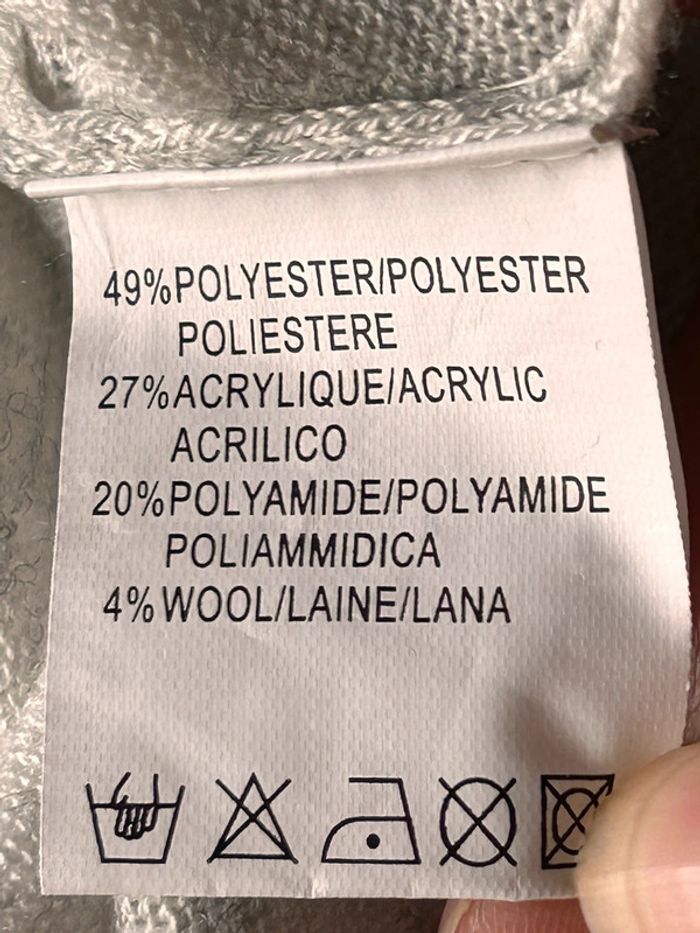 49%POLYESTER/POLYESTER
POLIESTERE
27%ACRYLIQUE/ACRYLIC
ACRILICO
20%POLYAMIDE/POLYAMIDE
POLIAMMIDICA
4%WOOL/LAINE/LANA